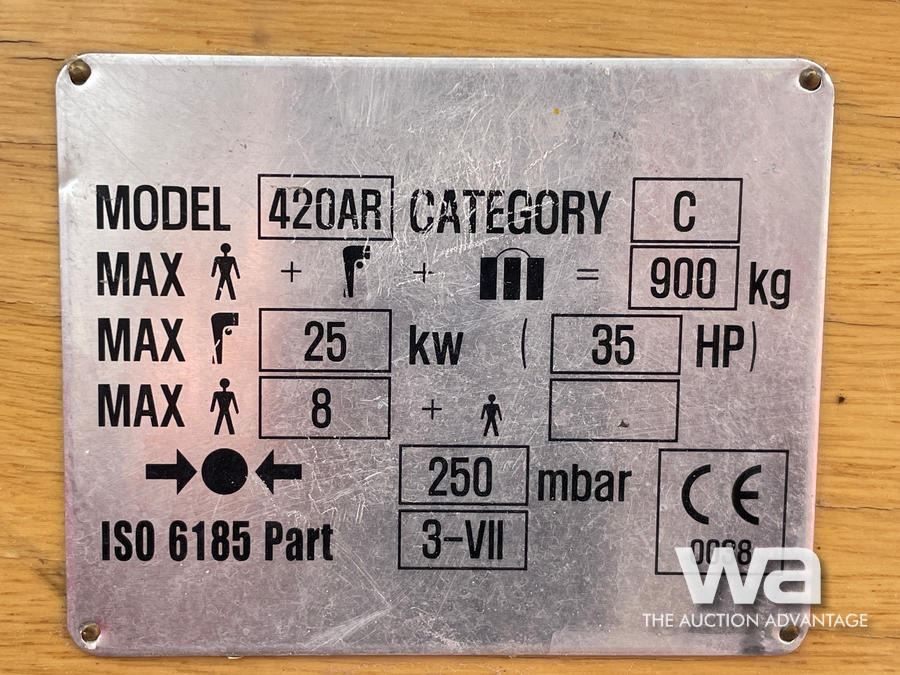 MODEL 420AR CATEGORY C
MAX + + = 900 kg
MAX 25 kw ( 35 HP)
MAX 8 +
250 mbar
CE
ISO 6185 Part 3-VII
wa
THE AUCTION ADVANTAGE